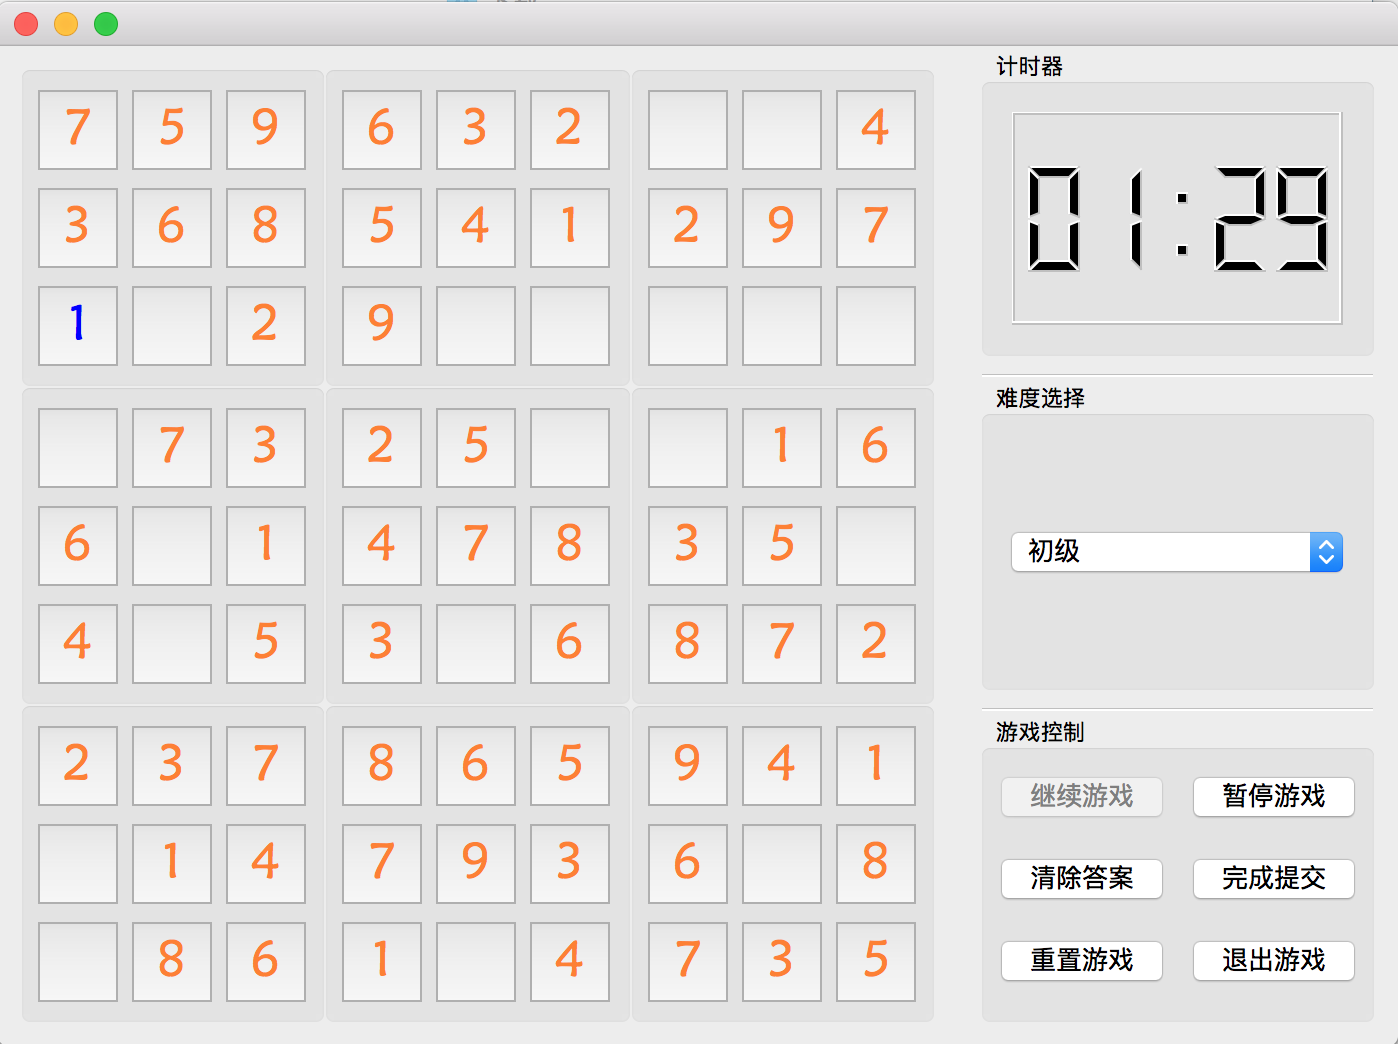 计时器
7 5 9 6 3 2 4
01:29
3 6 8 5 4 1 2 9 7
1 2 9
难度选择
7 3 2 5 1 6
6 1 4 7 8 3 5
初级
4 5 3 6 8 7 2
游戏控制
2 3 7 8 6 5 9 4 1
继续游戏 暂停游戏
1 4 7 9 3 6 8
清除答案 完成提交
8 6 1 4 7 3 5
重置游戏 退出游戏